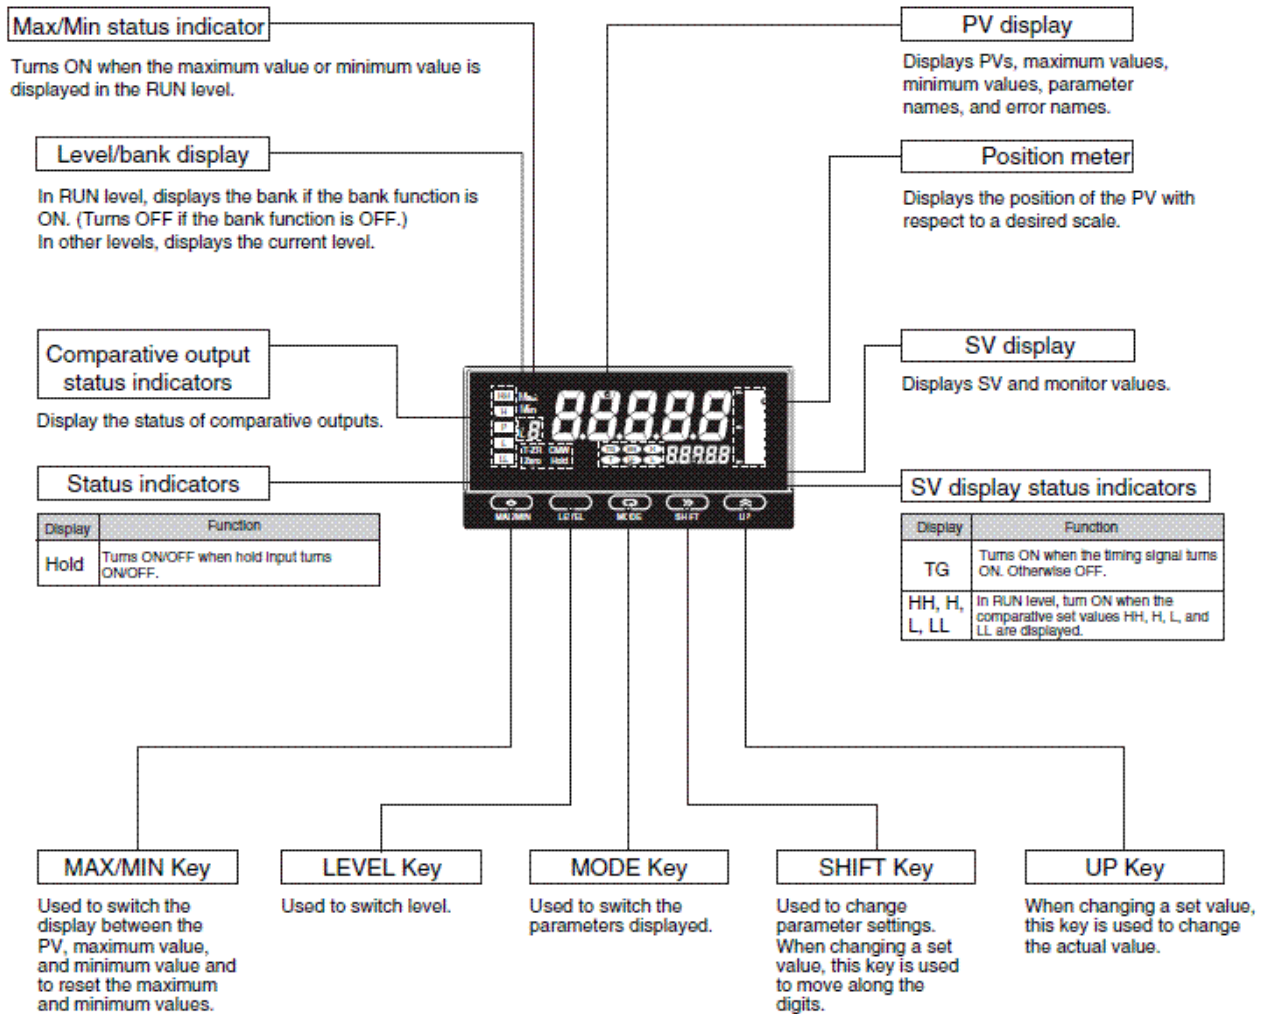 Max/Min status indicator
Turns ON when the maximum value or minimum value is
displayed in the RUN level.
Level/bank display
In RUN level, displays the bank if the bank function is
ON. (Turns OFF if the bank function is OFF.)
In other levels, displays the current level.
Comparative output
status indicators
Display the status of comparative outputs.
Status indicators
Display Function
Hold Turns ON/OFF when hold input turns
ON/OFF.
PV display
Displays PVs, maximum values,
minimum values, parameter
names, and error names.
Position meter
Displays the position of the PV with
respect to a desired scale.
SV display
Displays SV and monitor values.
SV display status indicators
Display Function
TG Turns ON when the timing signal turns
ON. Otherwise OFF.
HH, H,
L, LL
In RUN level, turn ON when the
comparative set values HH, H, L, and
LL are displayed.
HH Max
H Min
P
L
LL
8
88888
T-ZR CMW
Zero Hold
88888
MAX/MIN LEVEL MODE SHIFT UP
MAX/MIN Key
Used to switch the
display between the
PV, maximum value,
and minimum value and
to reset the maximum
and minimum values.
LEVEL Key
Used to switch level.
MODE Key
Used to switch the
parameters displayed.
SHIFT Key
Used to change
parameter settings.
When changing a set
value, this key is used
to move along the
digits.
UP Key
When changing a set value,
this key is used to change
the actual value.